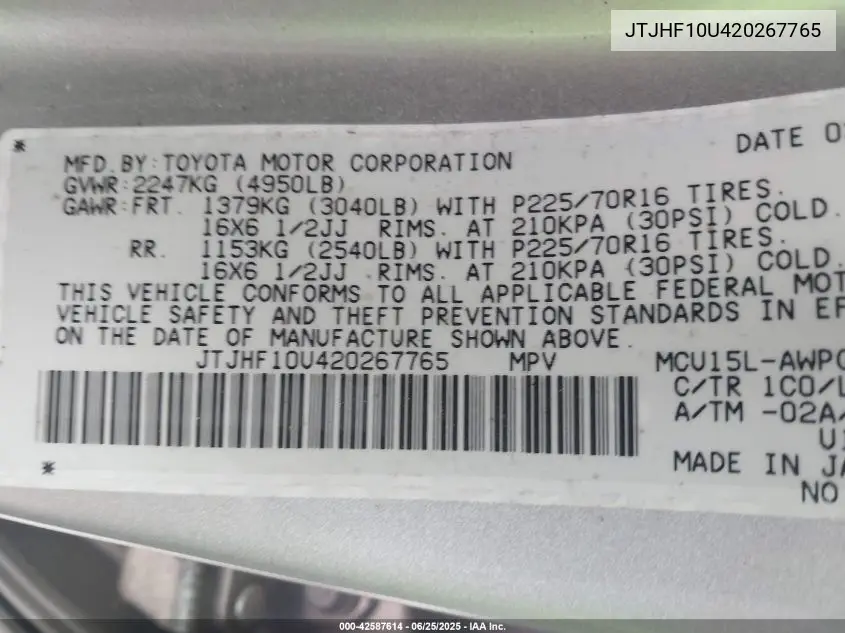 JTJHF10U420267765
DATE 0
MFD.BY:TOYOTA MOTOR CORPORATION
GVWR:2247KG (4950LB)
GAWR:FRT. 1379KG (3040LB) WITH P225/70R16 TIRES.
16X6 1/2JJ RIMS. AT 210KPA (30PSI) COLD.
RR. 1153KG (2540LB) WITH P225/70R16 TIRES.
16X6 1/2JJ RIMS. AT 210KPA (30PSI) COLD.
THIS VEHICLE CONFORMS TO ALL APPLICABLE FEDERAL MOT
VEHICLE SAFETY AND THEFT PREVENTION STANDARDS IN EF
ON THE DATE OF MANUFACTURE SHOWN ABOVE.
JTJHF10U420267765 MPV MCU15L-AWP
C/TR 1C0/L
A/TM -02A/
U1
MADE IN JA
NO
000-42587614 - 06/25/2025 - IAA Inc.